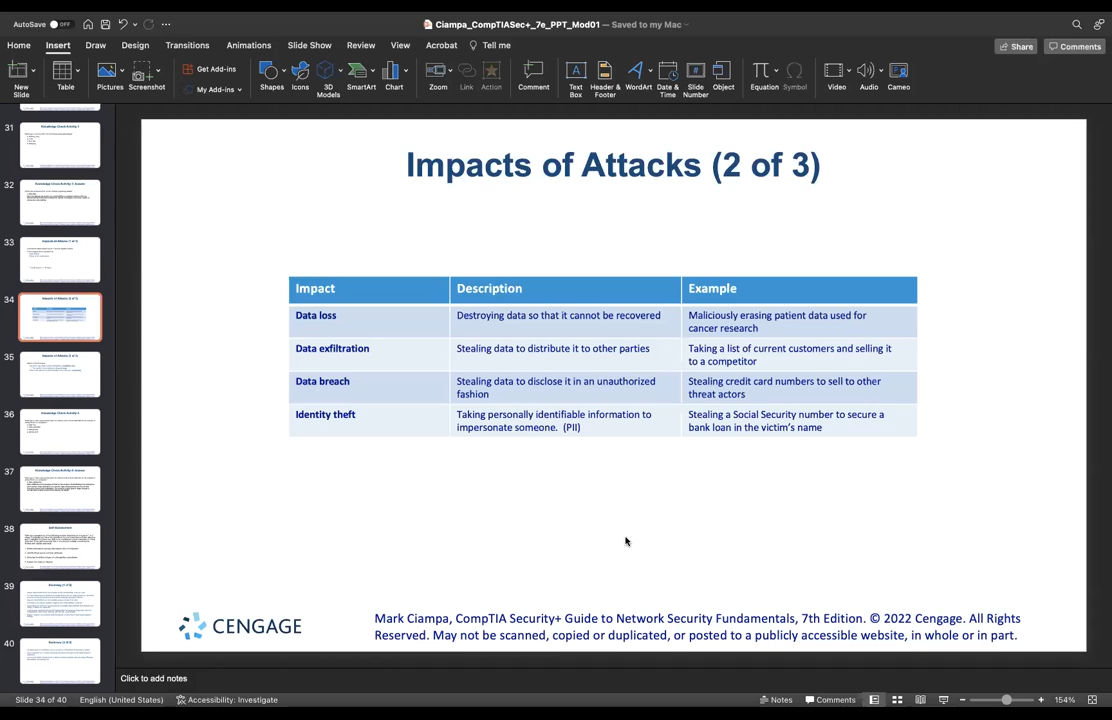 AutoSave OFF
Ciampa_CompTIASec+_7e_PPT_Mod01 — Saved to my Mac
Home Insert Draw Design Transitions Animations Slide Show Review View Acrobat Tell me Share Comments
New Slide
Table
Pictures
Screenshot
Get Add-ins
My Add-ins
Shapes
Icons
3D Models
SmartArt
Chart
Zoom
Link
Action
Comment
Text Box
Header & Footer
WordArt
Date & Time
Slide Number
Object
Equation
Symbol
Video
Audio
Cameo
31
32
33
34
35
36
37
38
39
40
Impacts of Attacks (2 of 3)
Impact Description Example
Data loss Destroying data so that it cannot be recovered Maliciously erasing patient data used for
cancer research
Data exfiltration Stealing data to distribute it to other parties Taking a list of current customers and selling it
to a competitor
Data breach Stealing data to disclose it in an unauthorized Stealing credit card numbers to sell to other
fashion threat actors
Identity theft Taking personally identifiable information to Stealing a Social Security number to secure a
impersonate someone. (PII) bank loan in the victim’s name
CENGAGE
Mark Ciampa, CompTIA Security+ Guide to Network Security Fundamentals, 7th Edition. © 2022 Cengage. All Rights
Reserved. May not be scanned, copied or duplicated, or posted to a publicly accessible website, in whole or in part.
Click to add notes
Slide 34 of 40 English (United States) Accessibility: Investigate Notes Comments 154%